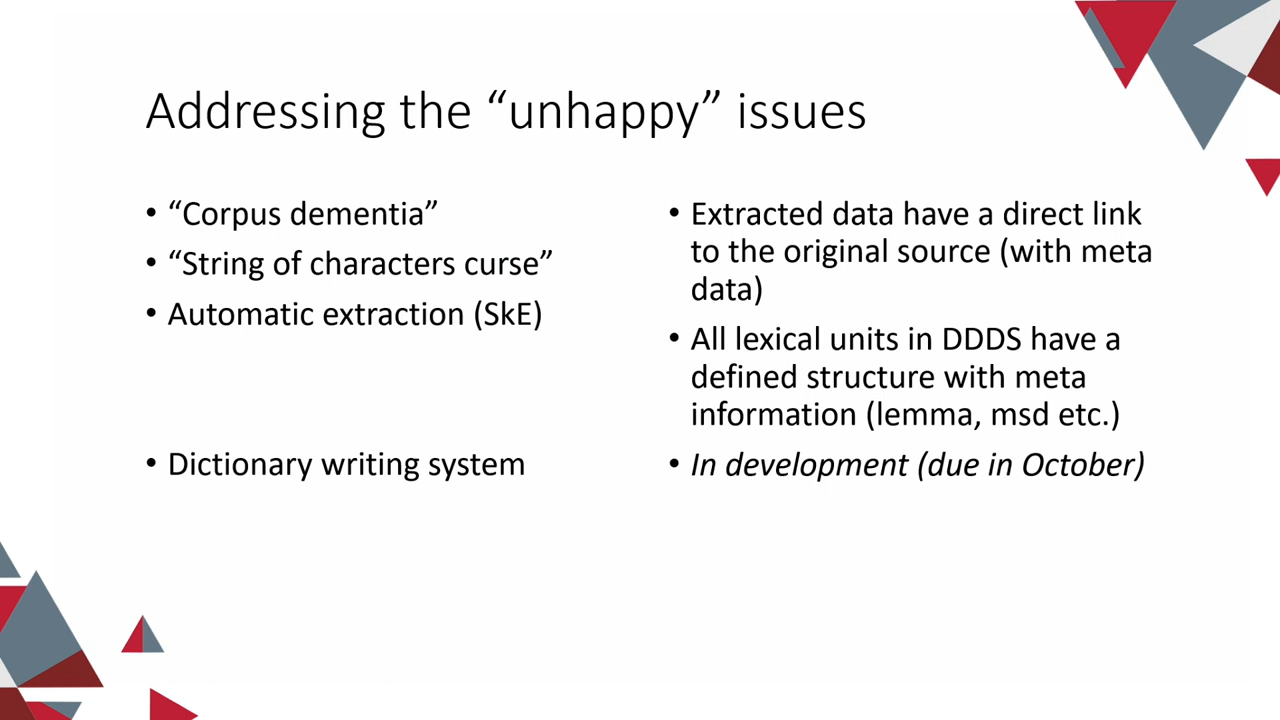 Addressing the “unhappy” issues
• “Corpus dementia”
• “String of characters curse”
• Automatic extraction (SkE)
• Dictionary writing system
• Extracted data have a direct link
to the original source (with meta
data)
• All lexical units in DDDS have a
defined structure with meta
information (lemma, msd etc.)
• In development (due in October)